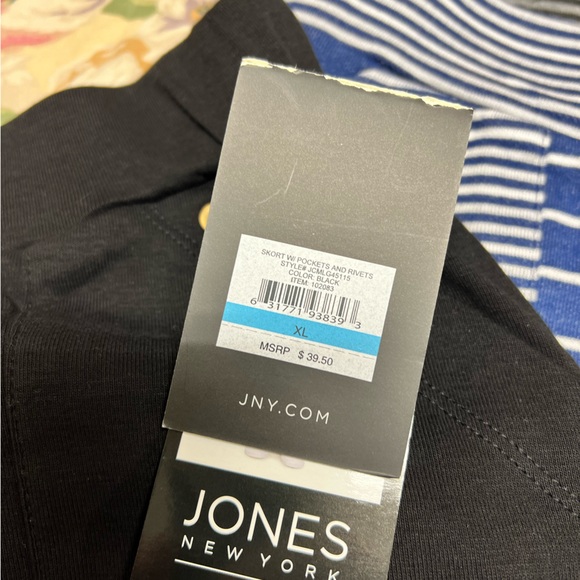 SKORT W/ POCKETS AND RIVETS
STYLE# JCMLG45115
COLOR: BLACK
ITEM: 102083
6 31771 93839 3
XL
MSRP $ 39.50
JNY.COM
JONES
NEW YORK